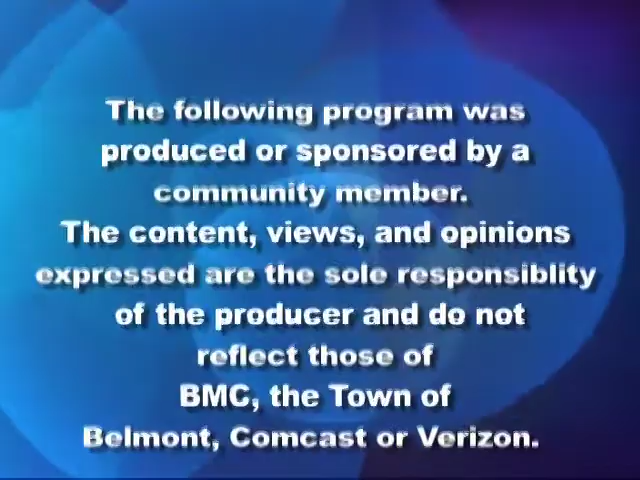 The following program was
produced or sponsored by a
community member.
The content, views, and opinions
expressed are the sole responsiblity
of the producer and do not
reflect those of
BMC, the Town of
Belmont, Comcast or Verizon.